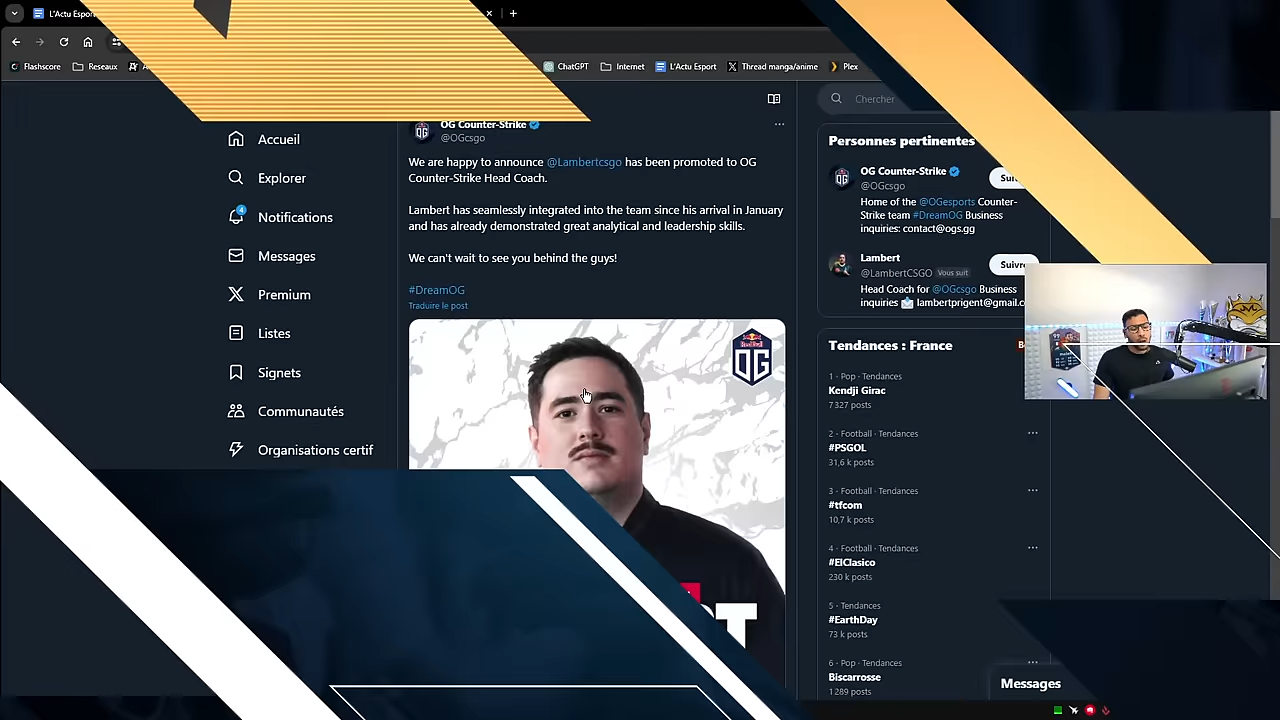 L'Actu Esport
Flashscore
Reseaux
ChatGPT
Internet
L'Actu Esport
Thread manga/anime
Plex
Accueil
Explorer
4
Notifications
Messages
Premium
Listes
Signets
Communautés
Organisations certif
OG Counter-Strike
@OGcsgo
We are happy to announce @Lambertcsgo has been promoted to OG
Counter-Strike Head Coach.
Lambert has seamlessly integrated into the team since his arrival in January
and has already demonstrated great analytical and leadership skills.
We can't wait to see you behind the guys!
#DreamOG
Traduire le post
OG
Chercher
Personnes pertinentes
OG Counter-Strike
@OGcsgo
Home of the @OGesports Counter-
Strike team #DreamOG Business
inquiries: contact@ogs.gg
Lambert
@LambertCSGO Vous suit
Suivre
Head Coach for @OGcsgo Business
inquiries 📩 lambertprigent@gmail.c
Tendances : France
1 · Pop · Tendances
Kendji Girac
7 327 posts
2 · Football · Tendances
#PSGOL
31,6 k posts
3 · Football · Tendances
#tfcom
10,7 k posts
4 · Football · Tendances
#ElClasico
230 k posts
5 · Tendances
#EarthDay
73 k posts
6 · Pop · Tendances
Biscarrosse
1 289 posts
Messages